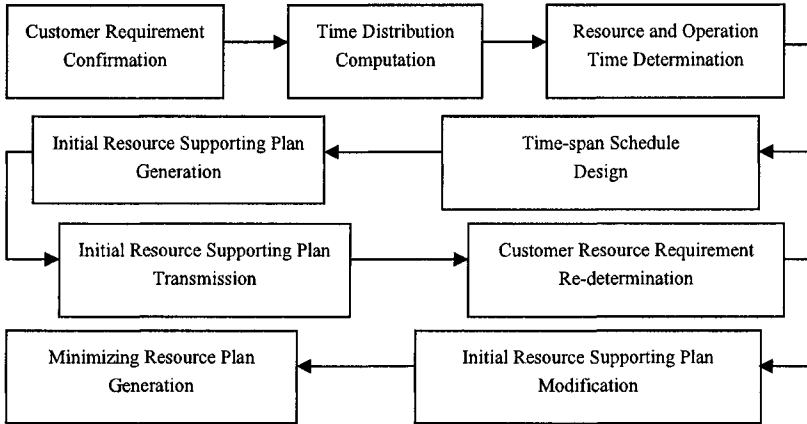 Customer Requirement
Confirmation
Time Distribution
Computation
Resource and Operation
Time Determination
Time-span Schedule
Design
Initial Resource Supporting Plan
Generation
Initial Resource Supporting Plan
Transmission
Customer Resource Requirement
Re-determination
Initial Resource Supporting Plan
Modification
Minimizing Resource Plan
Generation